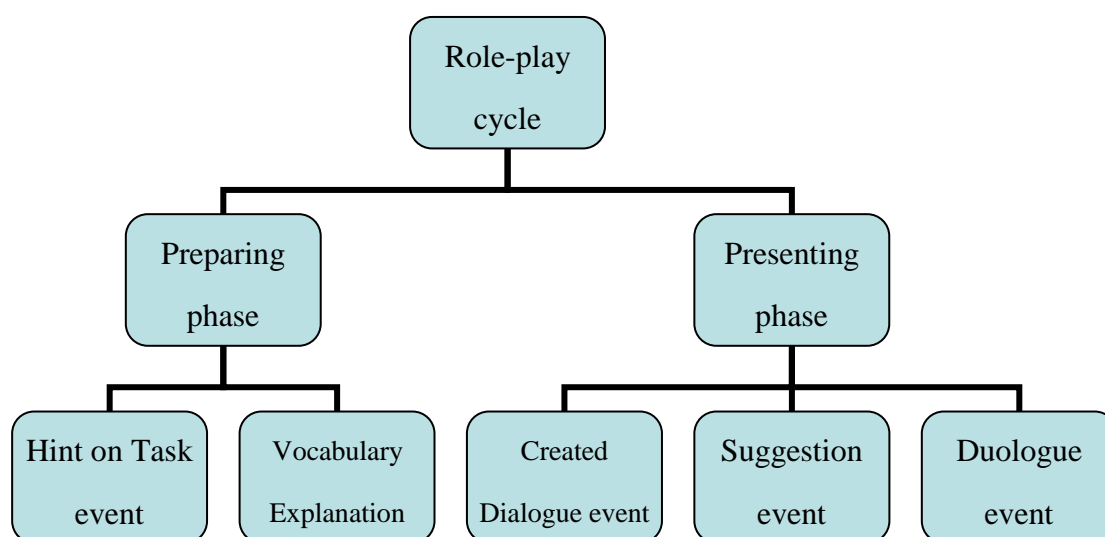 Role-play
cycle
Preparing
phase
Presenting
phase
Hint on Task
event
Vocabulary
Explanation
Created
Dialogue event
Suggestion
event
Duologue
event